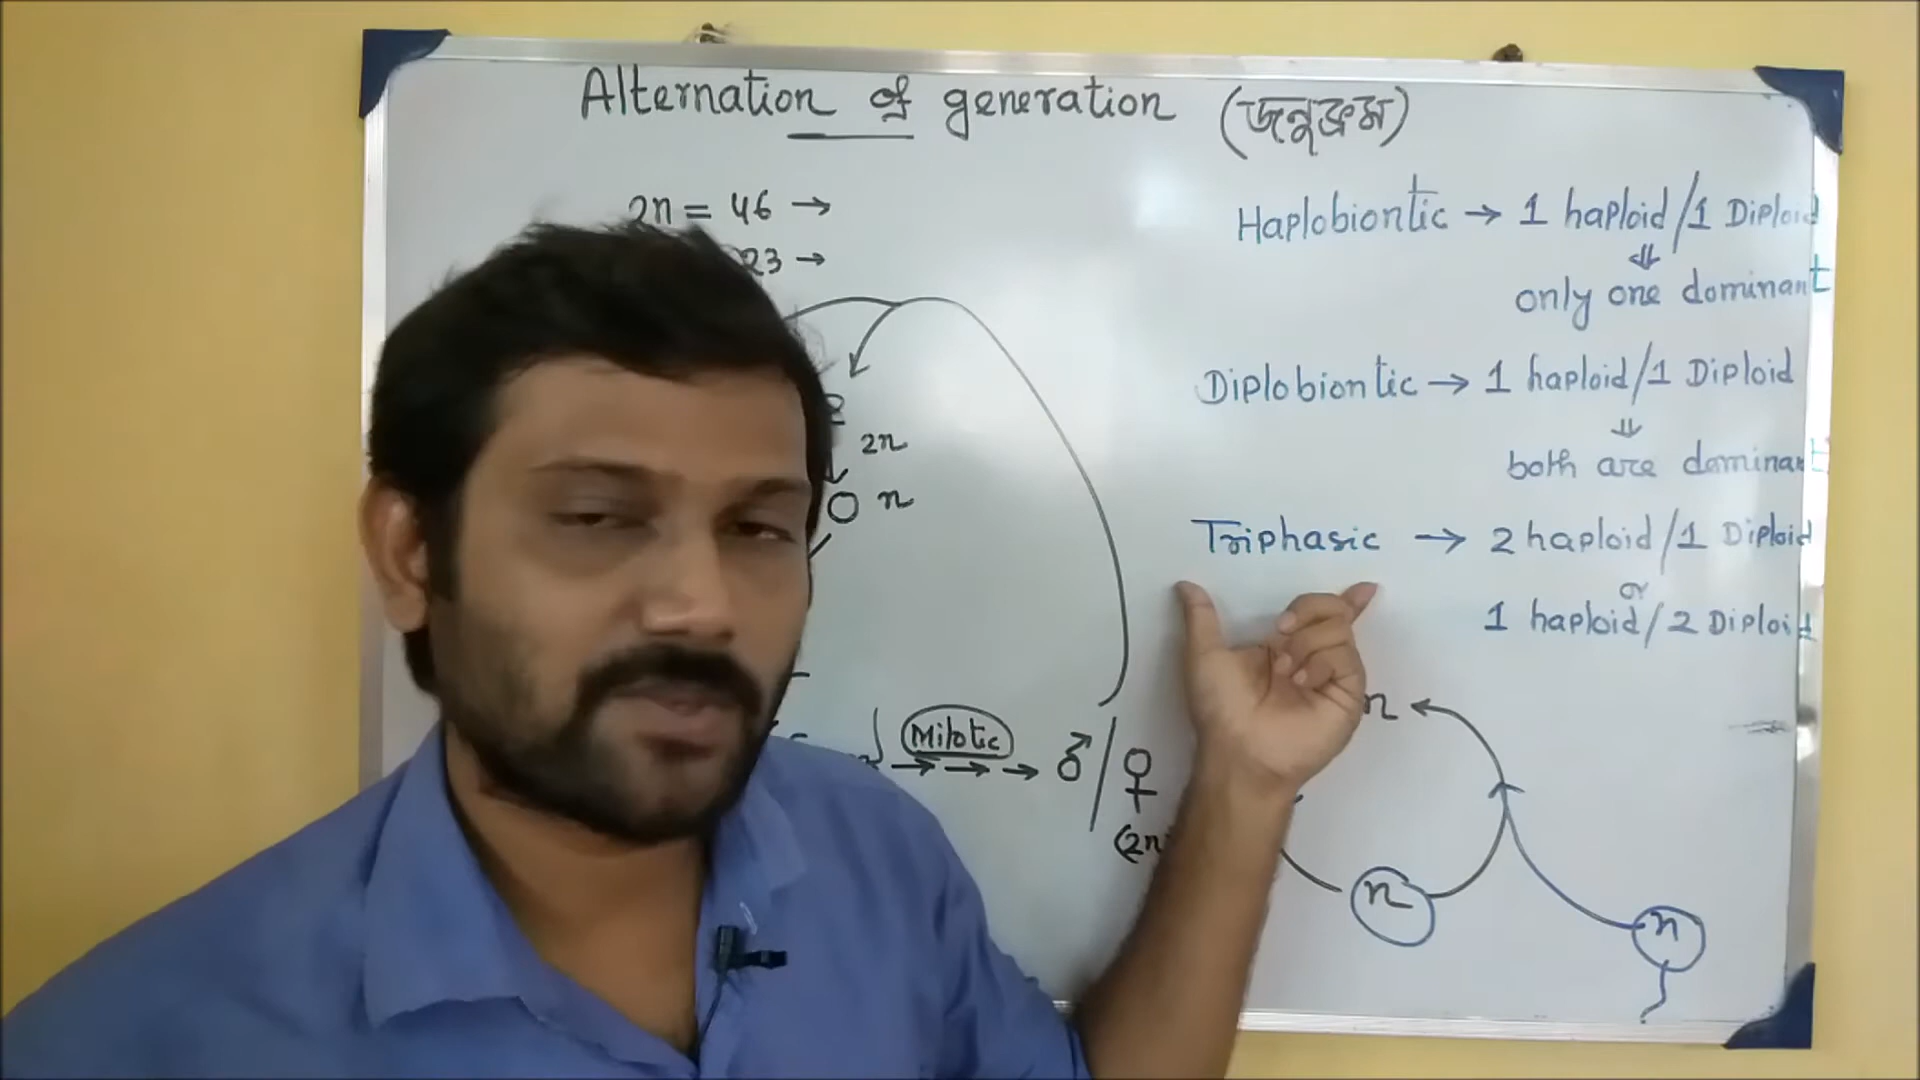 Alternation of generation (জনুক্রম)
2n = 46 →
23 →
Haplobiontic → 1 haploid/1 Diploid
⇓
only one dominant
Diplobiontic → 1 haploid/1 Diploid
⇓
both are dominant
2n
n
Triphasic → 2 haploid/1 Diploid
or
1 haploid/2 Diploid
n
Mitotic
♂/♀
(2n
n
n